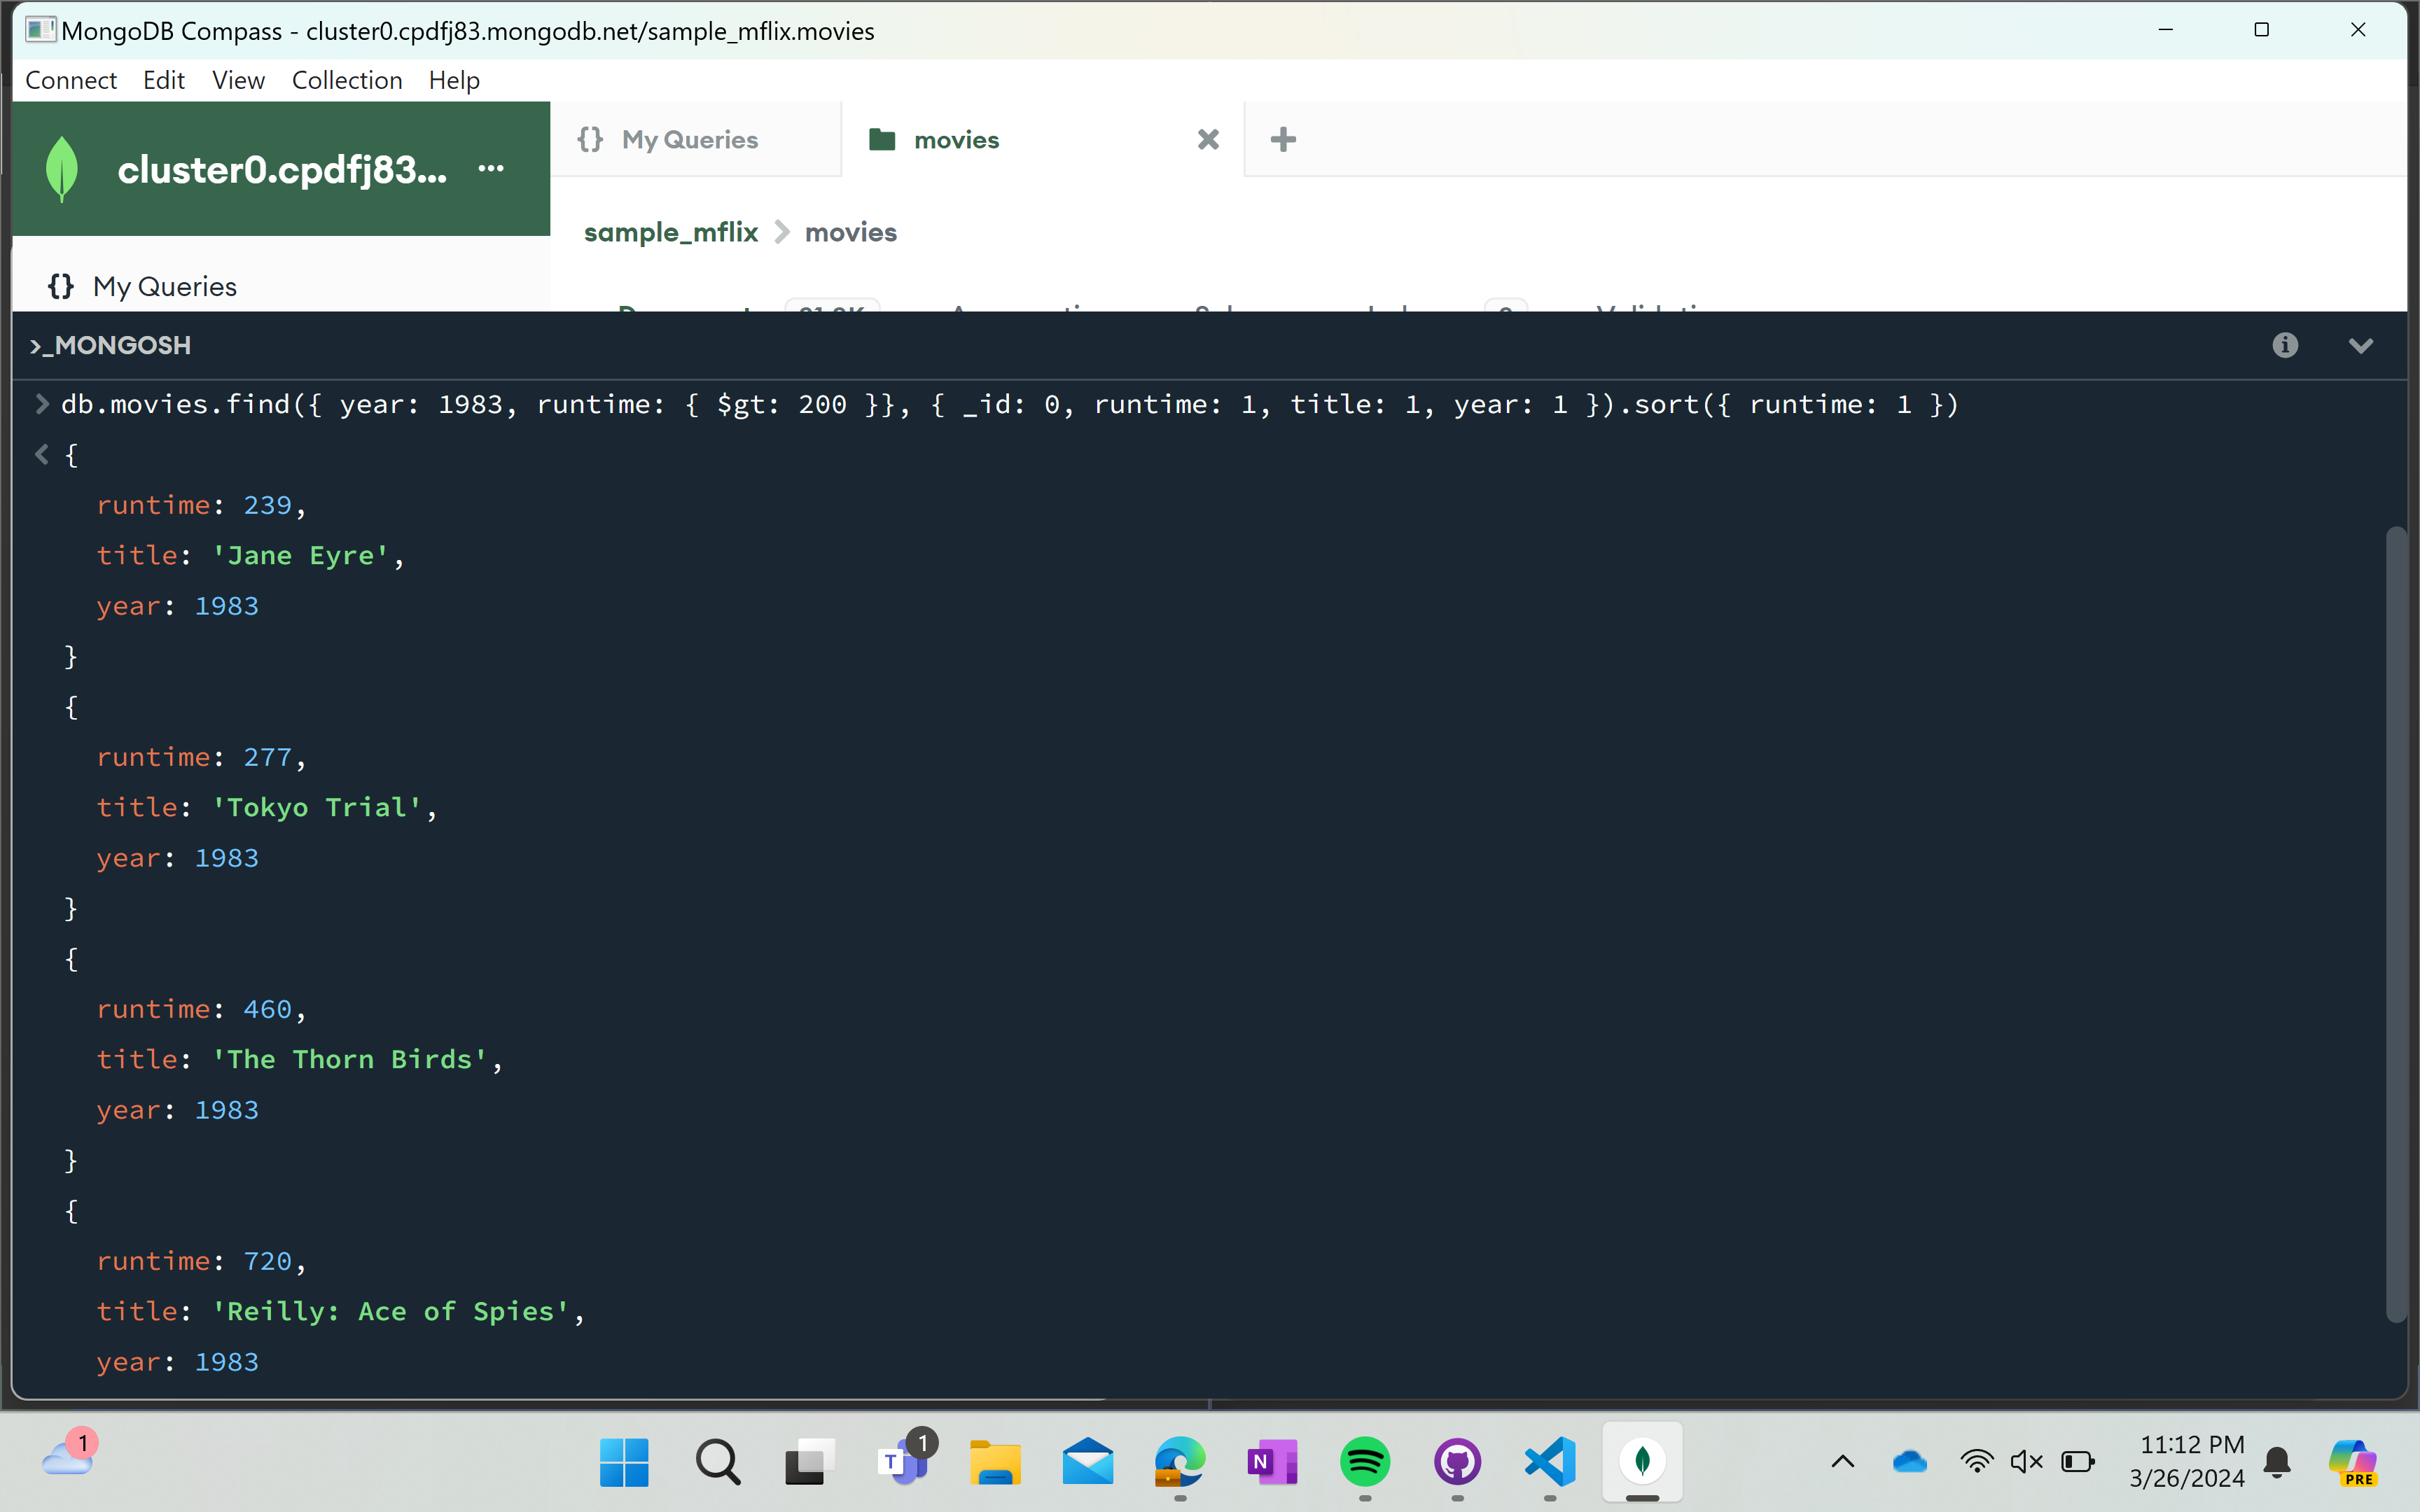 MongoDB Compass - cluster0.cpdfj83.mongodb.net/sample_mflix.movies
Connect Edit View Collection Help
cluster0.cpdfj83... ···
{} My Queries
movies
sample_mflix > movies
{} My Queries
>_MONGOSH
> db.movies.find({ year: 1983, runtime: { $gt: 200 }}, { _id: 0, runtime: 1, title: 1, year: 1 }).sort({ runtime: 1 })
< {
runtime: 239,
title: 'Jane Eyre',
year: 1983
}
{
runtime: 277,
title: 'Tokyo Trial',
year: 1983
}
{
runtime: 460,
title: 'The Thorn Birds',
year: 1983
}
{
runtime: 720,
title: 'Reilly: Ace of Spies',
year: 1983
1
T 1
N
11:12 PM
3/26/2024
PRE